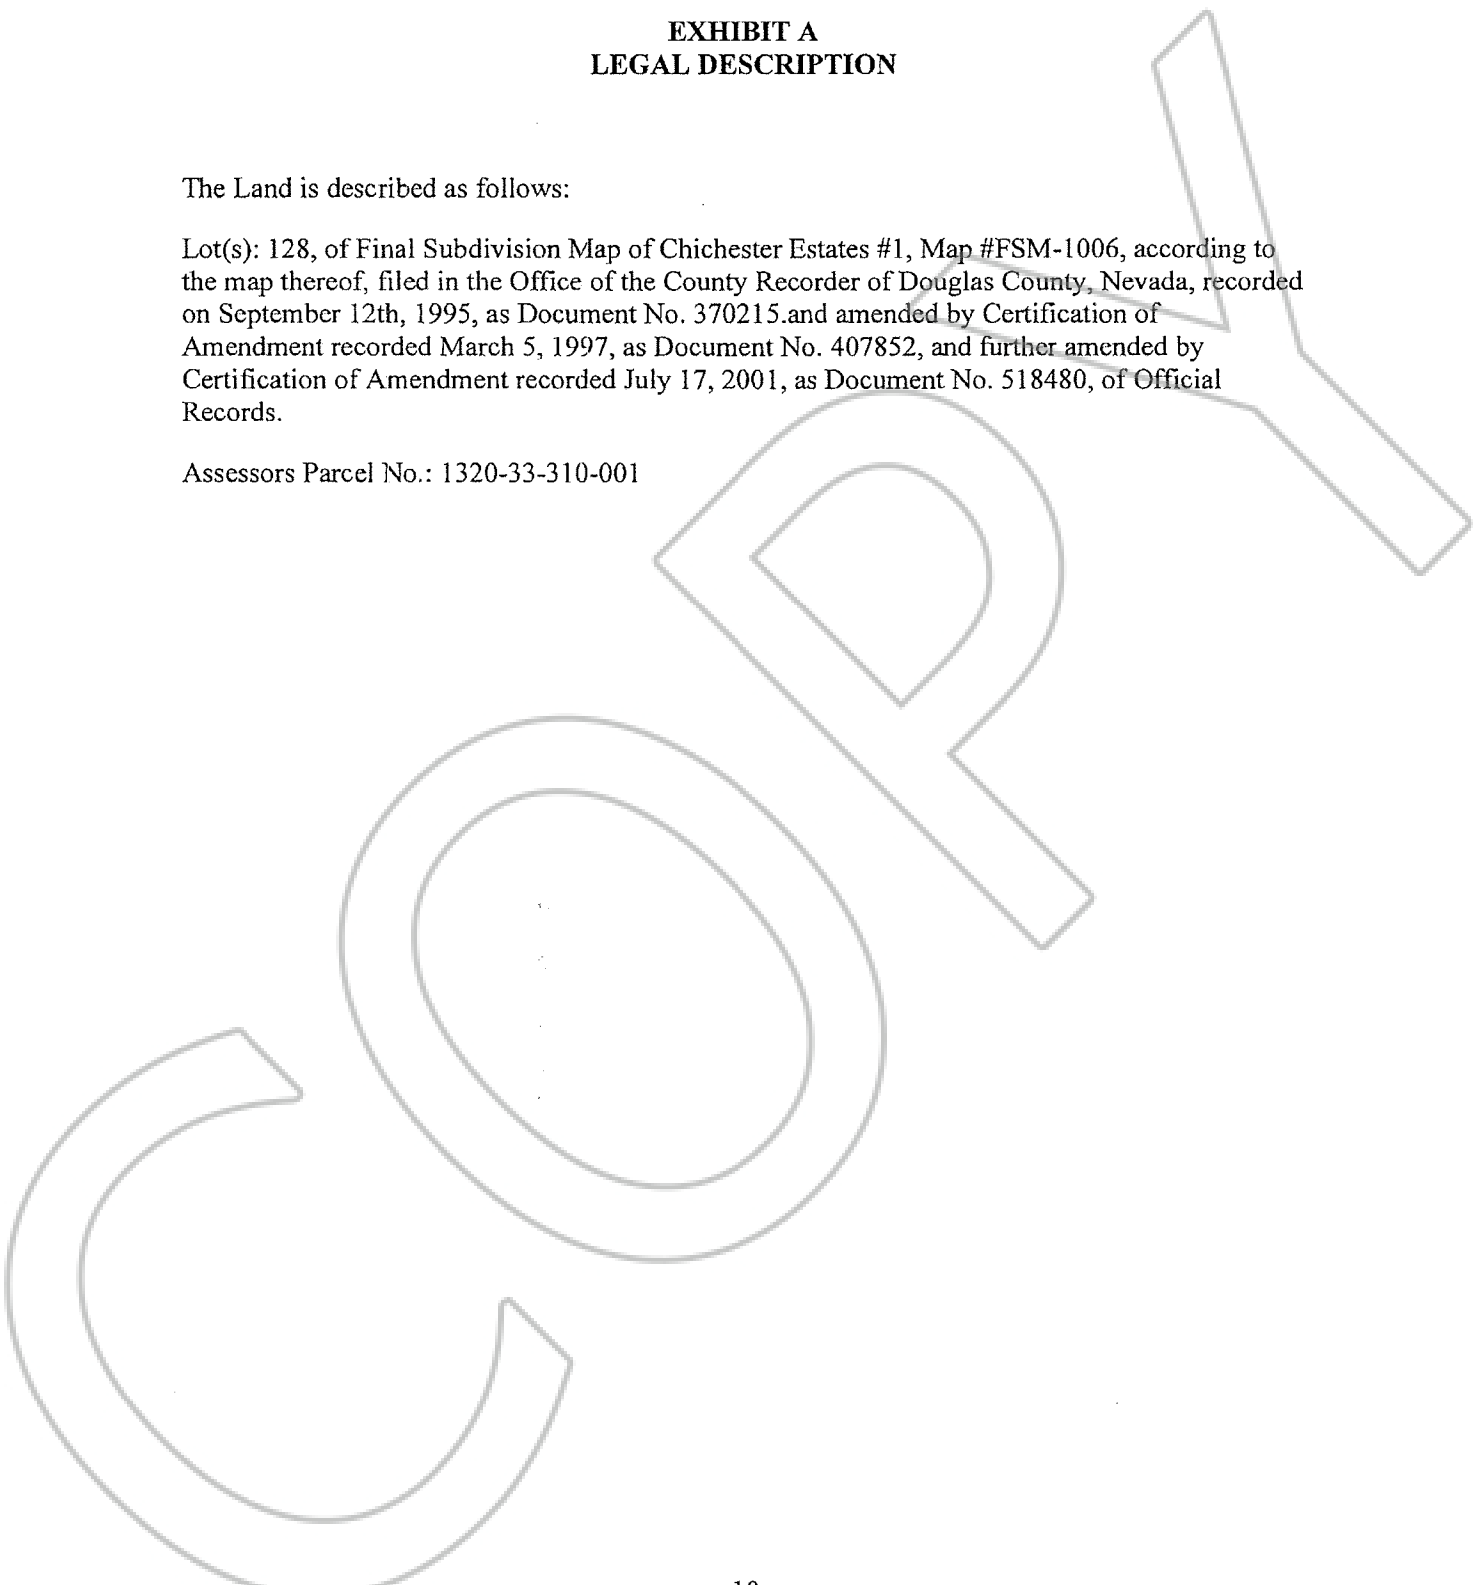 EXHIBIT A
LEGAL DESCRIPTION
The Land is described as follows:
Lot(s): 128, of Final Subdivision Map of Chichester Estates #1, Map #FSM-1006, according to
the map thereof, filed in the Office of the County Recorder of Douglas County, Nevada, recorded
on September 12th, 1995, as Document No. 370215.and amended by Certification of
Amendment recorded March 5, 1997, as Document No. 407852, and further amended by
Certification of Amendment recorded July 17, 2001, as Document No. 518480, of Official
Records.
Assessors Parcel No.: 1320-33-310-001
COPY